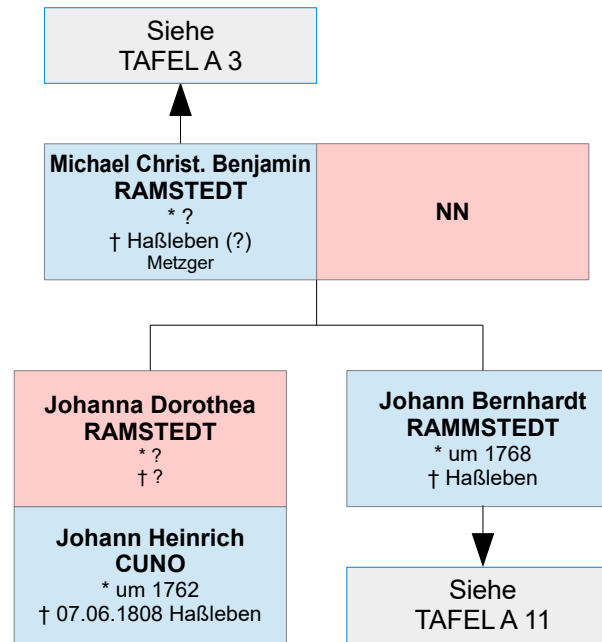 Siehe
TAFEL A 3
Michael Christ. Benjamin
RAMSTEDT
* ?
† Haßleben (?)
Metzger
NN
Johanna Dorothea
RAMSTEDT
* ?
† ?
Johann Heinrich
CUNO
* um 1762
† 07.06.1808 Haßleben
Johann Bernhardt
RAMMSTEDT
* um 1768
† Haßleben
Siehe
TAFEL A 11